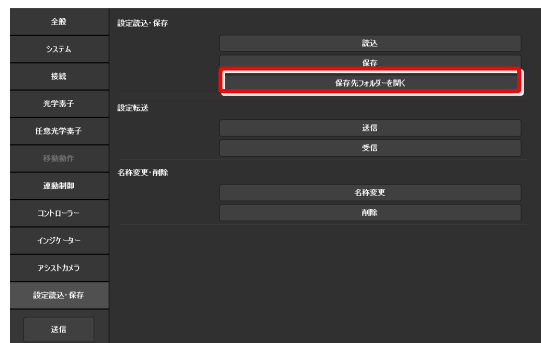 全般
システム
接続
光学素子
任意光学素子
移動動作
連動制御
コントローラー
インジケーター
アシストカメラ
設定読込・保存
送信
設定読込・保存
読込
保存
保存先フォルダーを開く
設定転送
送信
受信
名称変更・削除
名称変更
削除